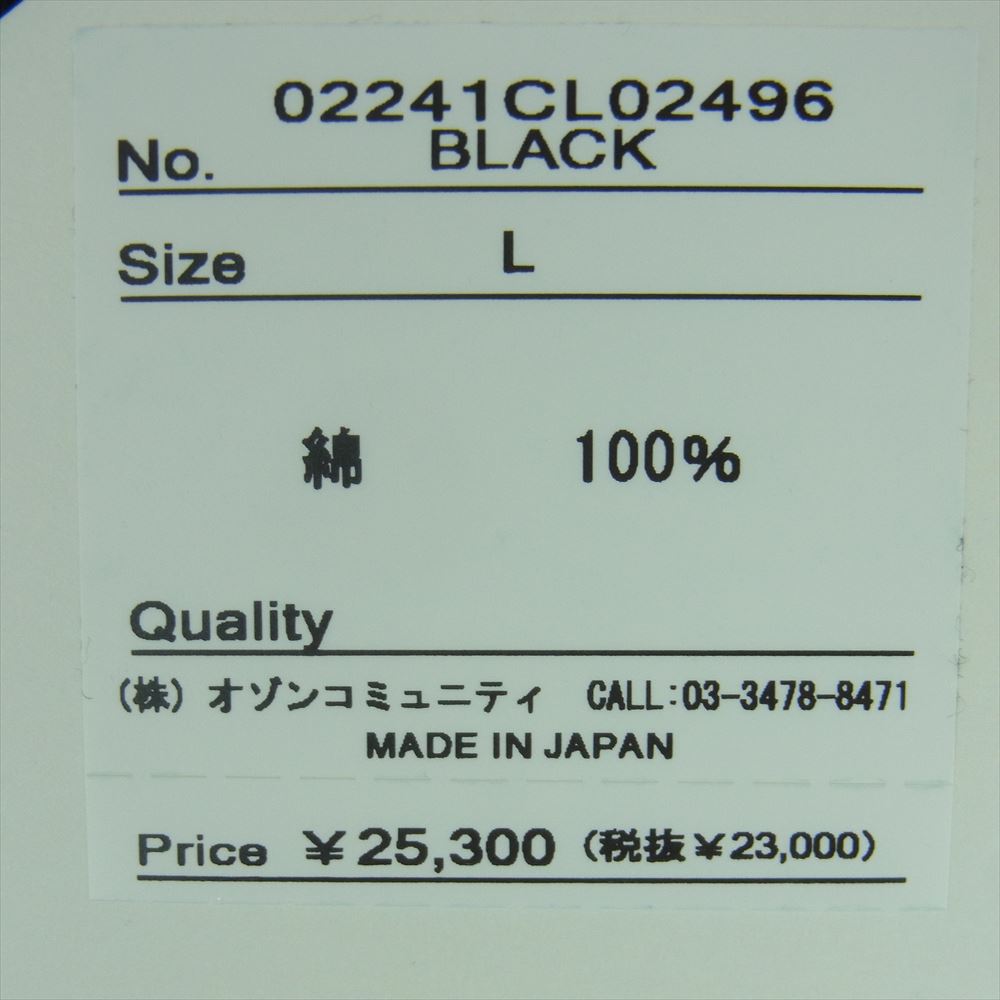 02241CL02496
No. BLACK
Size L
綿 100%
Quality
(株) オゾンコミュニティ CALL:03-3478-8471
MADE IN JAPAN
Price ¥25,300 (税抜¥23,000)